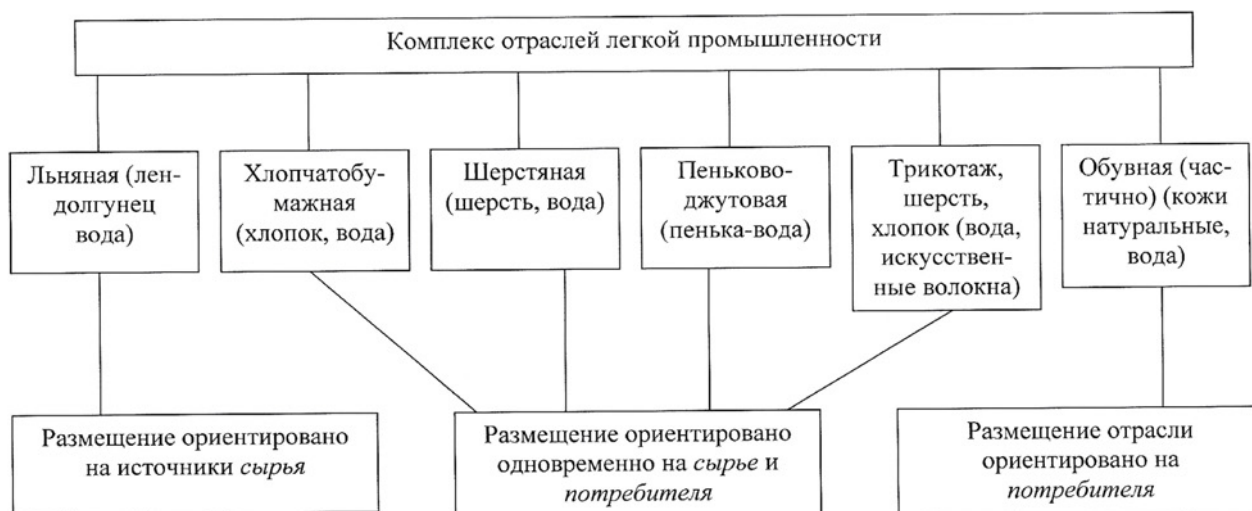 Комплекс отраслей легкой промышленности
Льняная (лен-
долгунец
вода)
Хлопчатобу-
мажная
(хлопок, вода)
Шерстяная
(шерсть, вода)
Пеньково-
джутовая
(пенька-вода)
Трикотаж,
шерсть,
хлопок (вода,
искусствен-
ные волокна)
Обувная (час-
тично) (кожи
натуральные,
вода)
Размещение ориентировано
на источники сырья
Размещение ориентировано
одновременно на сырье и
потребителя
Размещение отрасли
ориентировано на
потребителя